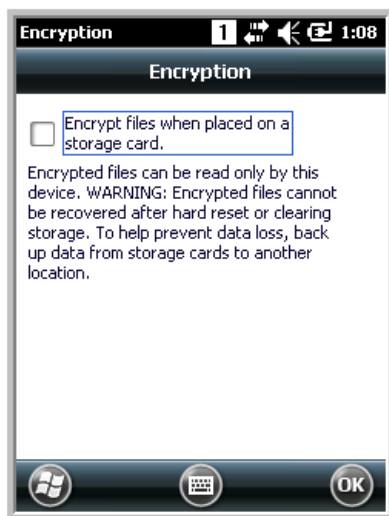 Encryption 1 1:08
Encryption
Encrypt files when placed on a
storage card.
Encrypted files can be read only by this
device. WARNING: Encrypted files cannot
be recovered after hard reset or clearing
storage. To help prevent data loss, back
up data from storage cards to another
location.
OK